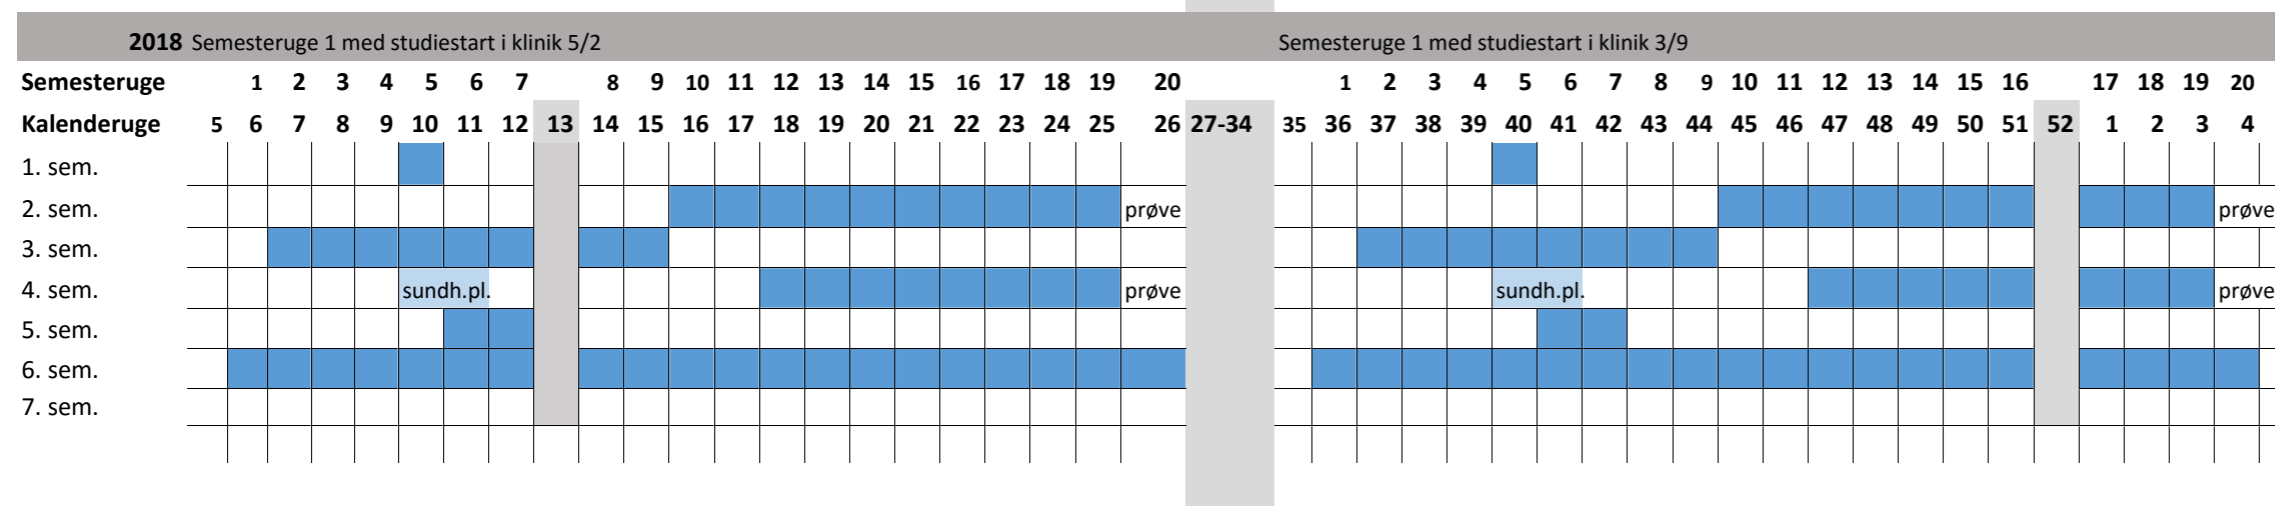 2018 Semesteruge 1 med studiestart i klinik 5/2 Semesteruge 1 med studiestart i klinik 3/9
Semesteruge 1 2 3 4 5 6 7 8 9 10 11 12 13 14 15 16 17 18 19 20 1 2 3 4 5 6 7 8 9 10 11 12 13 14 15 16 17 18 19 20
Kalenderuge 5 6 7 8 9 10 11 12 13 14 15 16 17 18 19 20 21 22 23 24 25 26 27-34 35 36 37 38 39 40 41 42 43 44 45 46 47 48 49 50 51 52 1 2 3 4
1. sem.
2. sem. prøve prøve
3. sem.
4. sem. sundh.pl. prøve sundh.pl. prøve
5. sem.
6. sem.
7. sem.